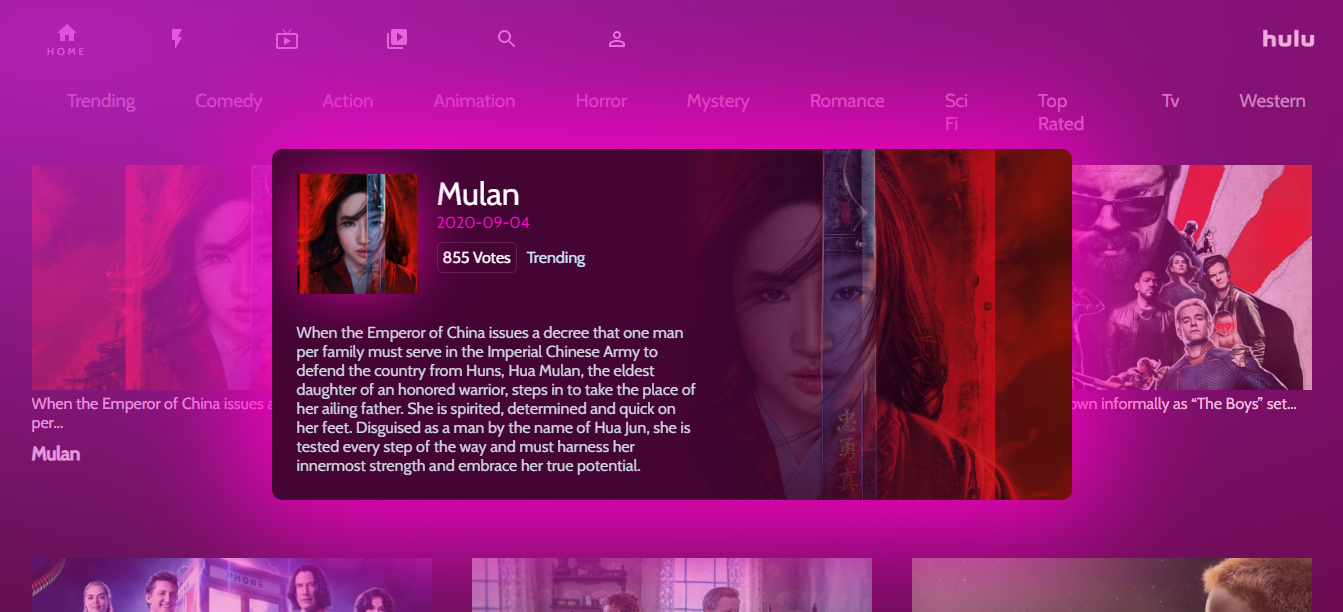 HOME
hulu
Trending
Comedy
Action
Animation
Horror
Mystery
Romance
Sci
Fi
Top
Rated
Tv
Western
Mulan
2020-09-04
855 Votes
Trending
When the Emperor of China issues a decree that one man
per family must serve in the Imperial Chinese Army to
defend the country from Huns, Hua Mulan, the eldest
daughter of an honored warrior, steps in to take the place of
her ailing father. She is spirited, determined and quick on
her feet. Disguised as a man by the name of Hua Jun, she is
tested every step of the way and must harness her
innermost strength and embrace her true potential.
忠
勇
真
When the Emperor of China issues a
per...
Mulan
own informally as “The Boys” set...
PHONE